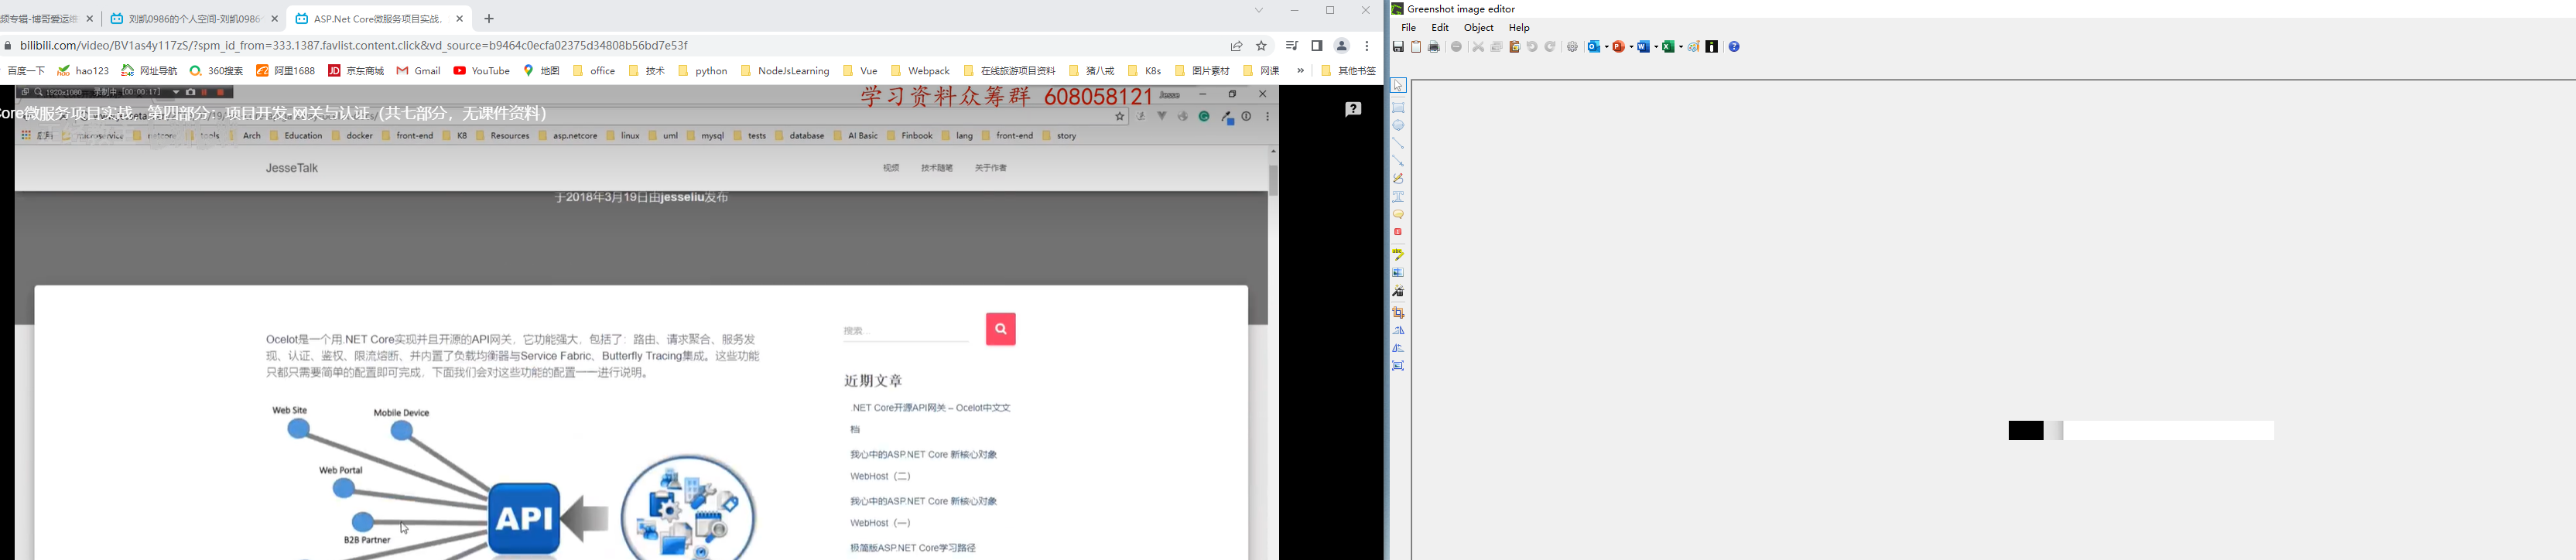 频专辑-博哥爱运维
刘凯0986的个人空间-刘凯0986
ASP.Net Core微服务项目实战,
Greenshot image editor
bilibili.com/video/BV1as4y117zS/?spm_id_from=333.1387.favlist.content.click&vd_source=b9464c0ecfa02375d34808b56bd7e53f
File Edit Object Help
百度一下 hao123 网址导航 360搜索 阿里1688 京东商城 Gmail YouTube 地图 office 技术 python NodeJsLearning Vue Webpack 在线旅游项目资料 猪八戒 K8s 图片素材 网课 » 其他书签
1920x1080 录制中 [00:00:17]
学习资料众筹群 608058121
Jesse
Core微服务项目实战、第四部分：项目开发-网关与认证（共七部分，无课件资料）
应用 microservice netcore tools Arch Education docker front-end K8 Resources asp.netcore linux uml mysql tests database AI Basic Finbook lang front-end story
JesseTalk
视频 技术随笔 关于作者
于2018年3月19日由jesseliu发布
Ocelot是一个用.NET Core实现并且开源的API网关，它功能强大，包括了：路由、请求聚合、服务发
现、认证、鉴权、限流熔断、并内置了负载均衡器与Service Fabric、Butterfly Tracing集成。这些功能
只都只需要简单的配置即可完成，下面我们会对这些功能的配置一一进行说明。
搜索…
近期文章
.NET Core开源API网关 – Ocelot中文文
档
我心中的ASP.NET Core 新核心对象
WebHost（二）
我心中的ASP.NET Core 新核心对象
WebHost（一）
极简版ASP.NET Core学习路径
Web Site
Mobile Device
Web Portal
B2B Partner
API